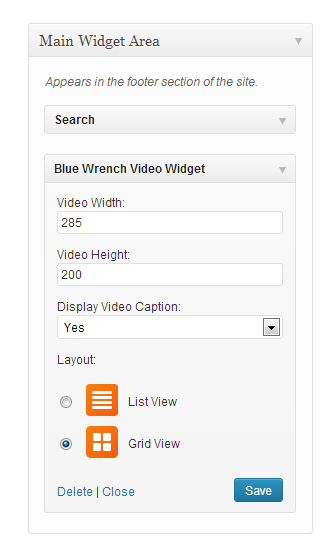 Main Widget Area
Appears in the footer section of the site.
Search
Blue Wrench Video Widget
Video Width:
285
Video Height:
200
Display Video Caption:
Yes
Layout:
List View
Grid View
Delete | Close
Save